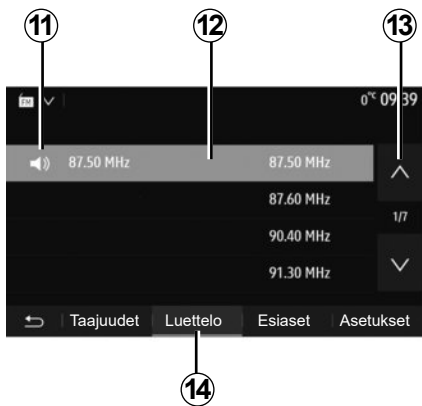 11 12 13
FM 0°C 09:39
87.50 MHz 87.50 MHz
87.60 MHz
1/7
90.40 MHz
91.30 MHz
Taajuudet Luettelo Esiaset Asetukset
14